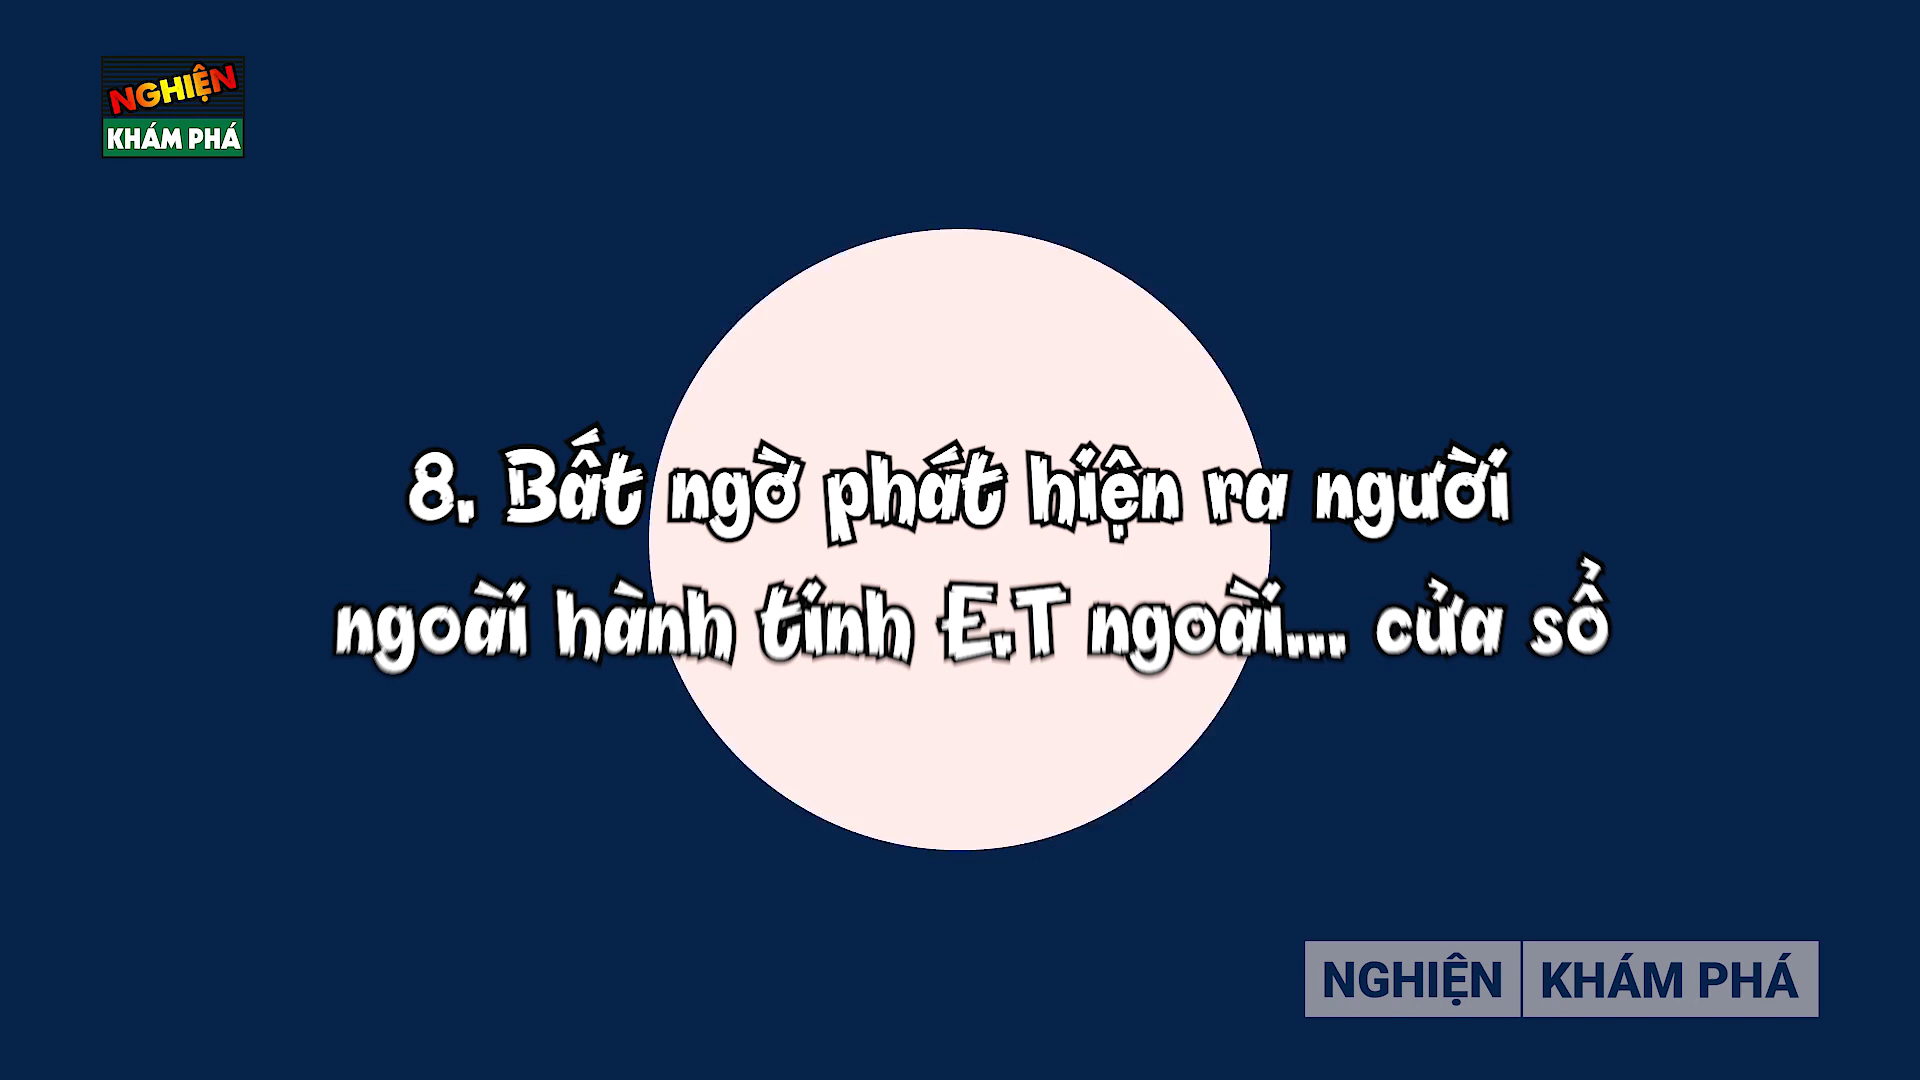 NGHIỆN
KHÁM PHÁ
8. Bất ngờ phát hiện ra người
ngoài hành tinh E.T ngoài... cửa sổ
NGHIỆN KHÁM PHÁ